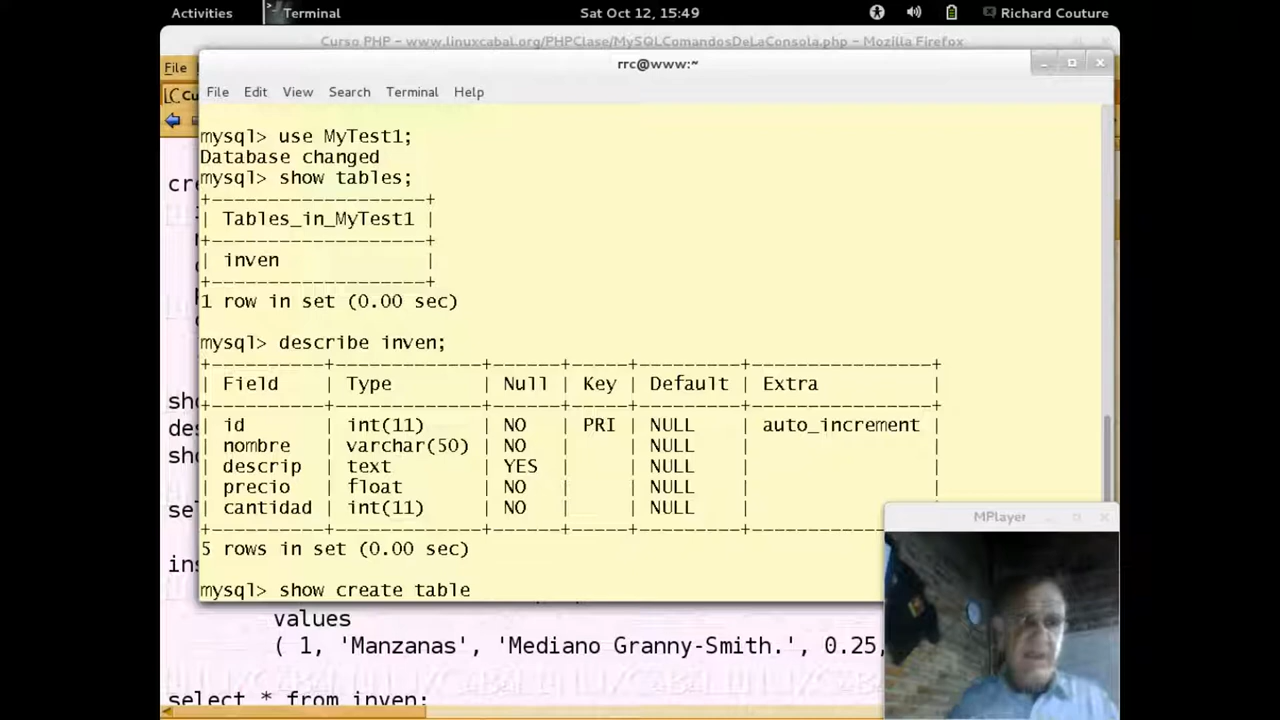 Activities Terminal Sat Oct 12, 15:49 Richard Couture
Curso PHP - www.linuxcabal.org/PHPClase/MySQLComandosDeLaConsola.php - Mozilla Firefox
File
rrc@www:~
File Edit View Search Terminal Help
mysql> use MyTest1;
Database changed
mysql> show tables;
+-------------------+
| Tables_in_MyTest1 |
+-------------------+
| inven |
+-------------------+
1 row in set (0.00 sec)
mysql> describe inven;
+----------+-------------+------+-----+---------+----------------+
| Field | Type | Null | Key | Default | Extra |
+----------+-------------+------+-----+---------+----------------+
| id | int(11) | NO | PRI | NULL | auto_increment |
| nombre | varchar(50) | NO | | NULL | |
| descrip | text | YES | | NULL | |
| precio | float | NO | | NULL | |
| cantidad | int(11) | NO | | NULL | |
+----------+-------------+------+-----+---------+
5 rows in set (0.00 sec)
mysql> show create table
MPlayer
values
( 1, 'Manzanas', 'Mediano Granny-Smith.', 0.25,
select * from inven;